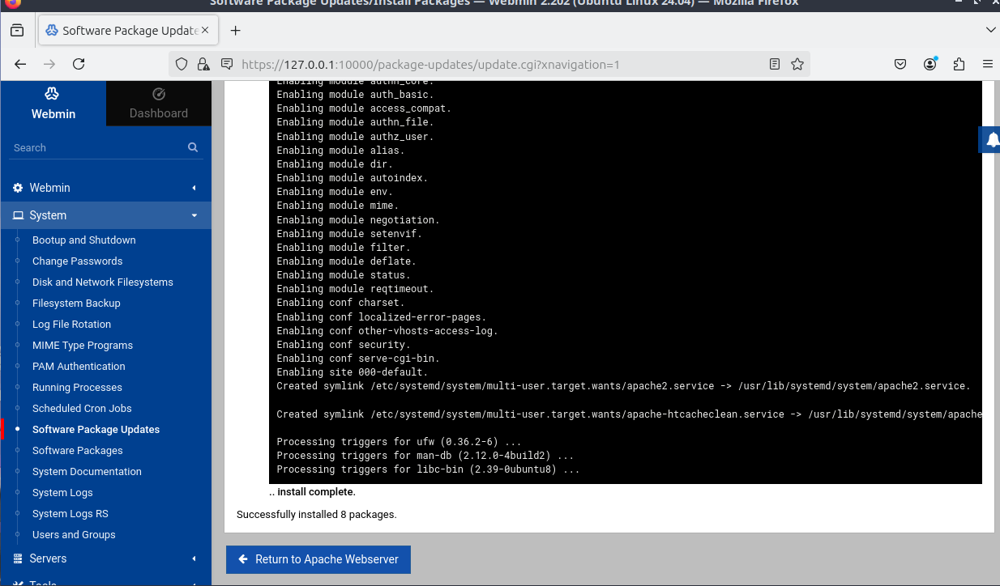 Software Package Updates/Install Packages — Webmin 2.202 (Ubuntu Linux 24.04) — Mozilla Firefox
Software Package Update
https://127.0.0.1:10000/package-updates/update.cgi?xnavigation=1
Webmin
Dashboard
Search
Webmin
System
Bootup and Shutdown
Change Passwords
Disk and Network Filesystems
Filesystem Backup
Log File Rotation
MIME Type Programs
PAM Authentication
Running Processes
Scheduled Cron Jobs
Software Package Updates
Software Packages
System Documentation
System Logs
System Logs RS
Users and Groups
Servers
Tools
Enabling module authn_core.
Enabling module auth_basic.
Enabling module access_compat.
Enabling module authn_file.
Enabling module authz_user.
Enabling module alias.
Enabling module dir.
Enabling module autoindex.
Enabling module env.
Enabling module mime.
Enabling module negotiation.
Enabling module setenvif.
Enabling module filter.
Enabling module deflate.
Enabling module status.
Enabling module reqtimeout.
Enabling conf charset.
Enabling conf localized-error-pages.
Enabling conf other-vhosts-access-log.
Enabling conf security.
Enabling conf serve-cgi-bin.
Enabling site 000-default.
Created symlink /etc/systemd/system/multi-user.target.wants/apache2.service -> /usr/lib/systemd/system/apache2.service.
Created symlink /etc/systemd/system/multi-user.target.wants/apache-htcacheclean.service -> /usr/lib/systemd/system/apache
Processing triggers for ufw (0.36.2-6) ...
Processing triggers for man-db (2.12.0-4build2) ...
Processing triggers for libc-bin (2.39-0ubuntu8) ...
.. install complete.
Successfully installed 8 packages.
Return to Apache Webserver